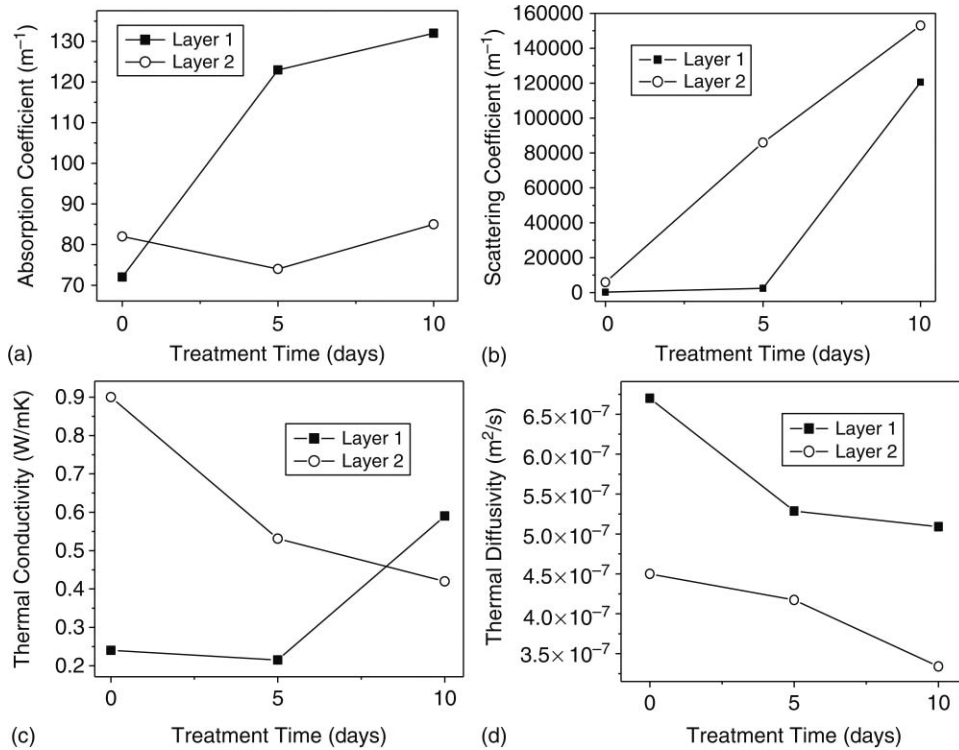 Absorption Coefficient (m⁻¹)
130
120
110
100
90
80
70
Layer 1
Layer 2
0 5 10
Treatment Time (days)
(a)
Scattering Coefficient (m⁻¹)
160000
140000
120000
100000
80000
60000
40000
20000
0
Layer 1
Layer 2
0 5 10
Treatment Time (days)
(b)
Thermal Conductivity (W/mK)
0.9
0.8
0.7
0.6
0.5
0.4
0.3
0.2
Layer 1
Layer 2
0 5 10
Treatment Time (days)
(c)
Thermal Diffusivity (m²/s)
6.5×10⁻⁷
6.0×10⁻⁷
5.5×10⁻⁷
5.0×10⁻⁷
4.5×10⁻⁷
4.0×10⁻⁷
3.5×10⁻⁷
Layer 1
Layer 2
0 5 10
Treatment Time (days)
(d)